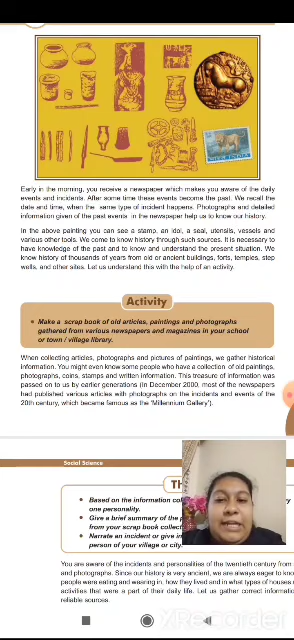 Early in the morning, you receive a newspaper which makes you aware of the daily
events and incidents. After some time these events become the past. We recall the
date and time, when the same type of incident happens. Photographs and detailed
information given of the past events in the newspaper help us to know our history.
In the above painting you can see a stamp, an idol, a seal, utensils, vessels and
various other tools. We come to know history through such sources. It is necessary to
have knowledge of the past and to know and understand the present situation. We
know history of thousands of years from old or ancient buildings, forts, temples, step
wells, and other sites. Let us understand this with the help of an activity.
Activity
• Make a scrap book of old articles, paintings and photographs
gathered from various newspapers and magazines in your school
or town / village library.
When collecting articles, photographs and pictures of paintings, we gather historical
information. You might even know some people who have a collection of old paintings,
photographs, coins, stamps and written information. This treasure of information was
passed on to us by earlier generations (in December 2000, most of the newspapers
had published various articles with photographs on the incidents and events of the
20th century, which became famous as the 'Millennium Gallery').
Social Science
Th
• Based on the information col
one personality.
• Give a brief summary of the p
from your scrap book collect
• Narrate an incident or give in
person of your village or city.
You are aware of the incidents and personalities of the twentieth century from
and photographs. Since our history is very ancient, we are always eager to kno
people were eating and wearing in, how they lived and in what types of houses
activities that were a part of their daily life. Let us gather correct informatio
reliable sources.